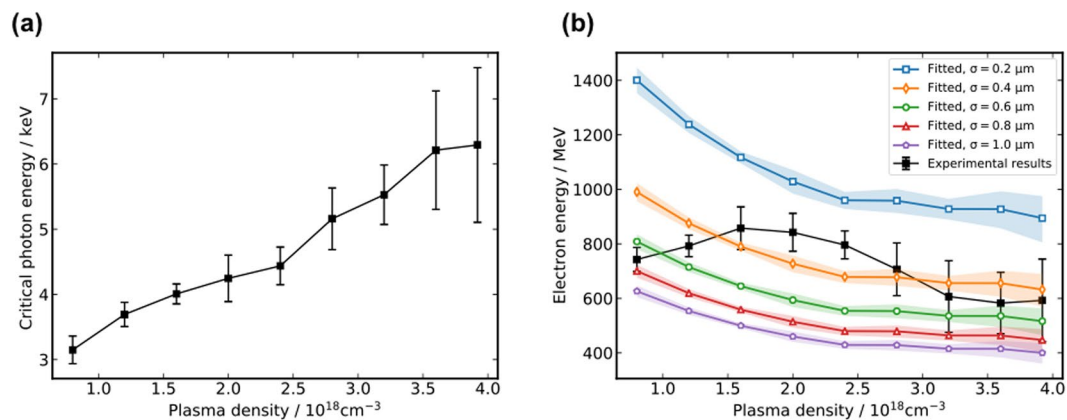 (a)
Critical photon energy / keV
7
6
5
4
3
1.0 1.5 2.0 2.5 3.0 3.5 4.0
Plasma density / 10¹⁸cm⁻³
(b)
Electron energy / MeV
1400
1200
1000
800
600
400
Fitted, σ = 0.2 μm
Fitted, σ = 0.4 μm
Fitted, σ = 0.6 μm
Fitted, σ = 0.8 μm
Fitted, σ = 1.0 μm
Experimental results
1.0 1.5 2.0 2.5 3.0 3.5 4.0
Plasma density / 10¹⁸cm⁻³